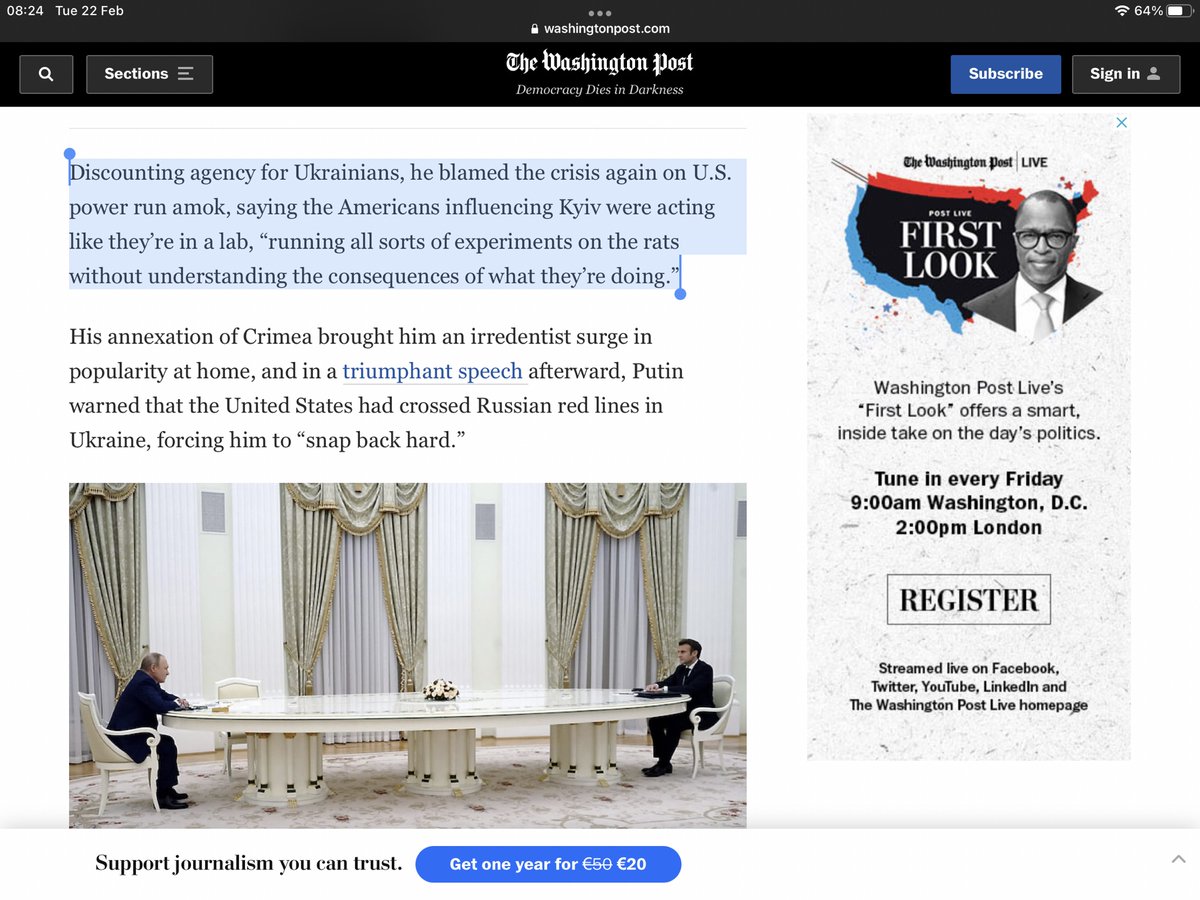 08:24 Tue 22 Feb
64%
washingtonpost.com
Sections
The Washington Post
Democracy Dies in Darkness
Subscribe
Sign in
Discounting agency for Ukrainians, he blamed the crisis again on U.S.
power run amok, saying the Americans influencing Kyiv were acting
like they’re in a lab, “running all sorts of experiments on the rats
without understanding the consequences of what they’re doing.”
His annexation of Crimea brought him an irredentist surge in
popularity at home, and in a triumphant speech afterward, Putin
warned that the United States had crossed Russian red lines in
Ukraine, forcing him to “snap back hard.”
The Washington Post LIVE
POST LIVE
FIRST
LOOK
Washington Post Live’s
“First Look” offers a smart,
inside take on the day’s politics.
Tune in every Friday
9:00am Washington, D.C.
2:00pm London
REGISTER
Streamed live on Facebook,
Twitter, YouTube, LinkedIn and
The Washington Post Live homepage
Support journalism you can trust.
Get one year for €50 €20